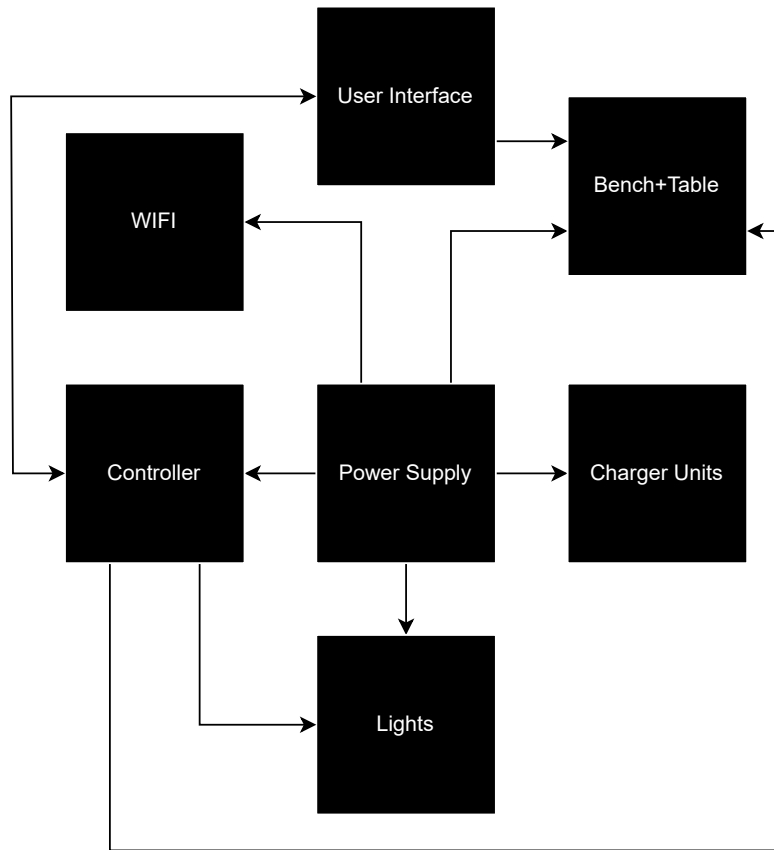 User Interface
Bench+Table
WIFI
Controller
Power Supply
Charger Units
Lights